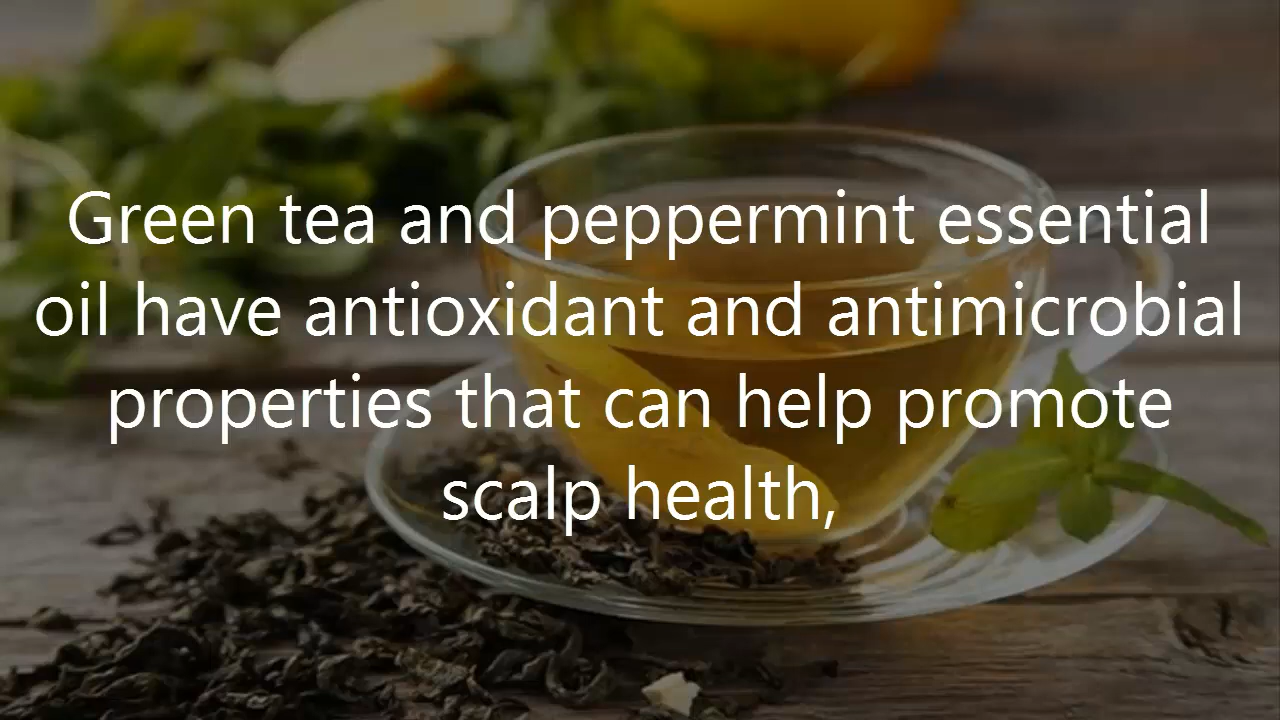 Green tea and peppermint essential
oil have antioxidant and antimicrobial
properties that can help promote
scalp health,